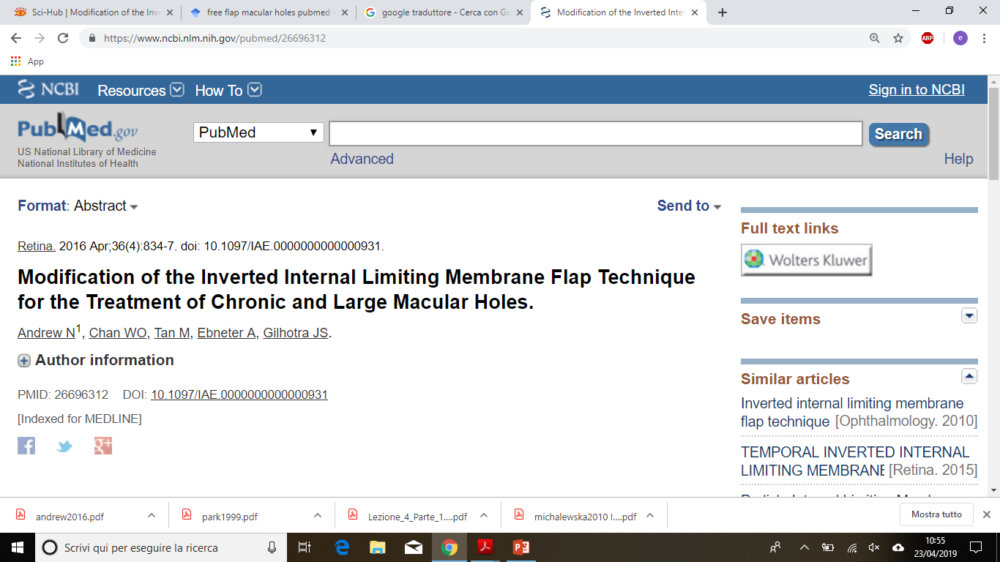 Sci-Hub | Modification of the Inv
free flap macular holes pubmed -
google traduttore - Cerca con Go
Modification of the Inverted Inte
https://www.ncbi.nlm.nih.gov/pubmed/26696312
ABP
e
App
NCBI Resources How To Sign in to NCBI
PubMed.gov
US National Library of Medicine
National Institutes of Health
PubMed
Search
Advanced
Help
Format: Abstract
Send to
Retina. 2016 Apr;36(4):834-7. doi: 10.1097/IAE.0000000000000931.
Modification of the Inverted Internal Limiting Membrane Flap Technique
for the Treatment of Chronic and Large Macular Holes.
Andrew N1, Chan WO, Tan M, Ebneter A, Gilhotra JS.
Author information
PMID: 26696312 DOI: 10.1097/IAE.0000000000000931
[Indexed for MEDLINE]
Full text links
Wolters Kluwer
Save items
Similar articles
Inverted internal limiting membrane
flap technique [Ophthalmology. 2010]
TEMPORAL INVERTED INTERNAL
LIMITING MEMBRANE [Retina. 2015]
andrew2016.pdf
park1999.pdf
Lezione_4_Parte_1....pdf
michalewska2010 I....pdf
Mostra tutto
Scrivi qui per eseguire la ricerca
10:55
23/04/2019